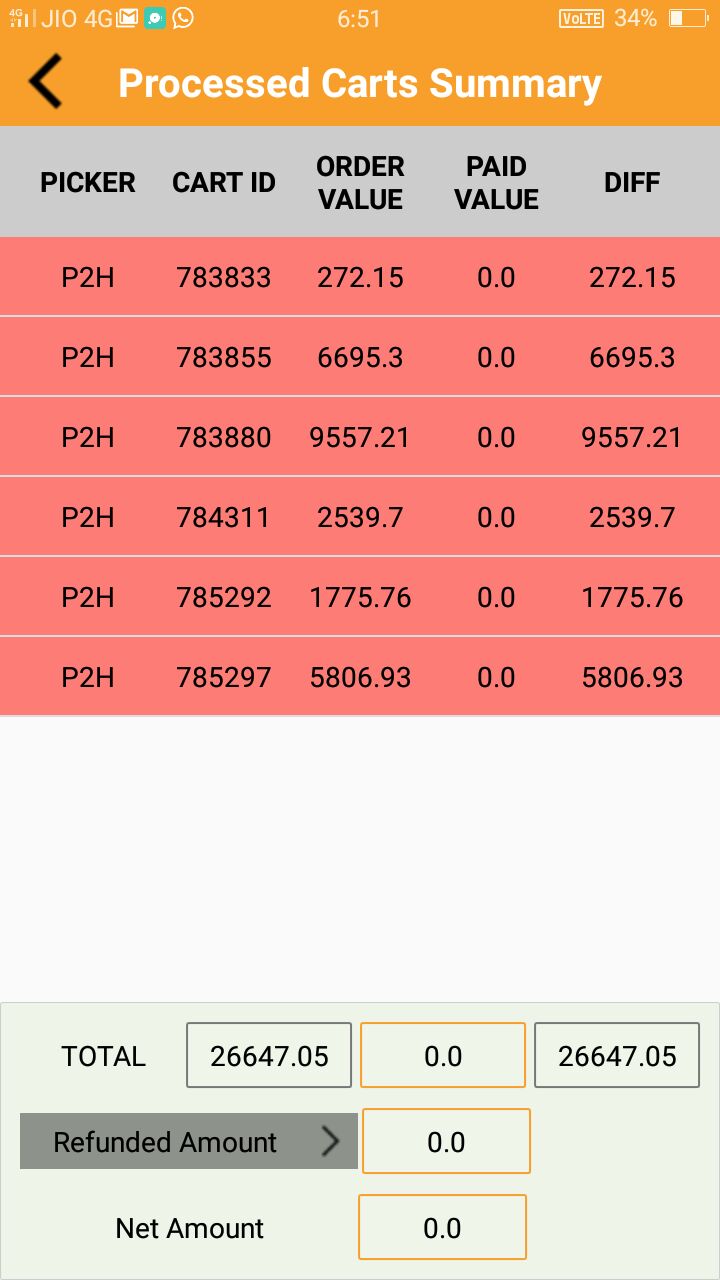 4G JIO 4G 6:51 VoLTE 34%
Processed Carts Summary
PICKER CART ID ORDER VALUE PAID VALUE DIFF
P2H 783833 272.15 0.0 272.15
P2H 783855 6695.3 0.0 6695.3
P2H 783880 9557.21 0.0 9557.21
P2H 784311 2539.7 0.0 2539.7
P2H 785292 1775.76 0.0 1775.76
P2H 785297 5806.93 0.0 5806.93
TOTAL 26647.05 0.0 26647.05
Refunded Amount 0.0
Net Amount 0.0